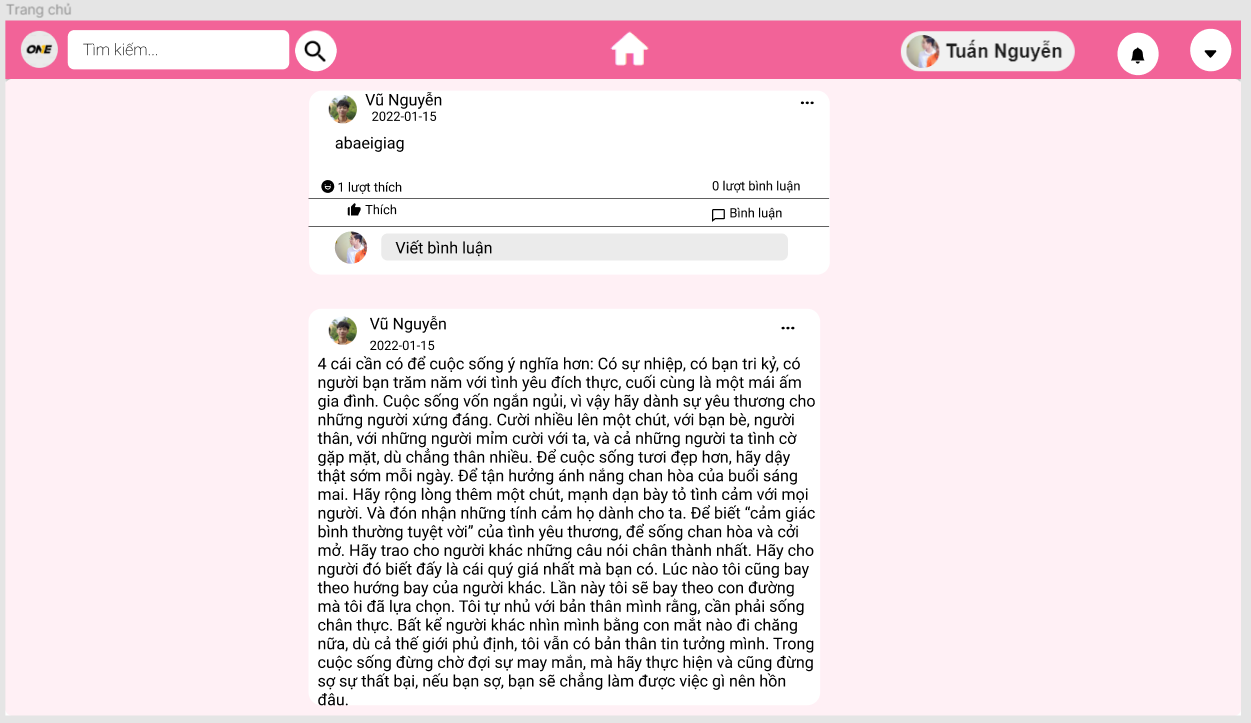 Trang chủ
ONE
Tìm kiếm...
Tuấn Nguyễn
Vũ Nguyễn
2022-01-15
abaeigiag
1 lượt thích
0 lượt bình luận
Thích
Bình luận
Viết bình luận
Vũ Nguyễn
2022-01-15
4 cái cần có để cuộc sống ý nghĩa hơn: Có sự nhiệp, có bạn tri kỷ, có
người bạn trăm năm với tình yêu đích thực, cuối cùng là một mái ấm
gia đình. Cuộc sống vốn ngắn ngủi, vì vậy hãy dành sự yêu thương cho
những người xứng đáng. Cười nhiều lên một chút, với bạn bè, người
thân, với những người mỉm cười với ta, và cả những người ta tình cờ
gặp mặt, dù chẳng thân nhiều. Để cuộc sống tươi đẹp hơn, hãy dậy
thật sớm mỗi ngày. Để tận hưởng ánh nắng chan hòa của buổi sáng
mai. Hãy rộng lòng thêm một chút, mạnh dạn bày tỏ tình cảm với mọi
người. Và đón nhận những tính cảm họ dành cho ta. Để biết “cảm giác
bình thường tuyệt vời” của tình yêu thương, để sống chan hòa và cởi
mở. Hãy trao cho người khác những câu nói chân thành nhất. Hãy cho
người đó biết đấy là cái quý giá nhất mà bạn có. Lúc nào tôi cũng bay
theo hướng bay của người khác. Lần này tôi sẽ bay theo con đường
mà tôi đã lựa chọn. Tôi tự nhủ với bản thân mình rằng, cần phải sống
chân thực. Bất kể người khác nhìn mình bằng con mắt nào đi chăng
nữa, dù cả thế giới phủ định, tôi vẫn có bản thân tin tưởng mình. Trong
cuộc sống đừng chờ đợi sự may mắn, mà hãy thực hiện và cũng đừng
sợ sự thất bại, nếu bạn sợ, bạn sẽ chẳng làm được việc gì nên hồn
đâu.